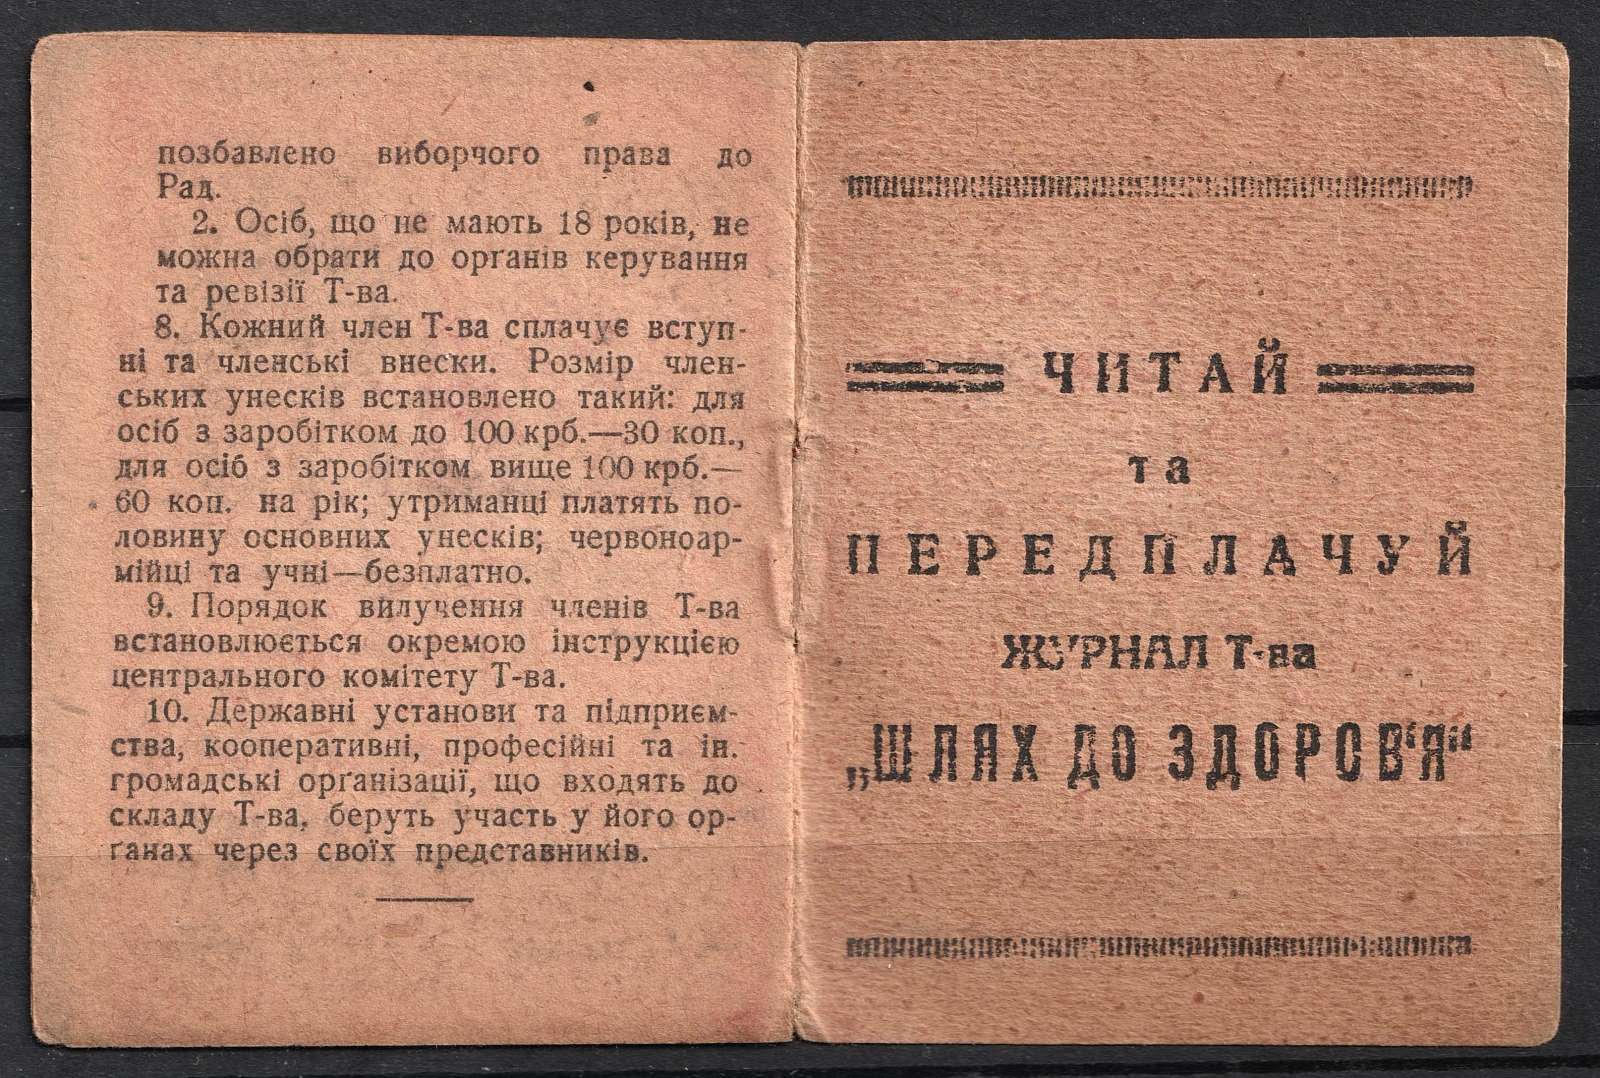 позбавлено виборчого права до
Рад.
2. Осіб, що не мають 18 років, не
можна обрати до орґанів керування
та ревізії Т-ва.
8. Кожний член Т-ва сплачує вступ-
ні та членські внески. Розмір член-
ських унесків встановлено такий: для
осіб з заробітком до 100 крб.—30 коп.,
для осіб з заробітком вище 100 крб.—
60 коп. на рік; утриманці платять по-
ловину основних унесків; червоноар-
мійці та учні—безплатно.
9. Порядок вилучення членів Т-ва
встановлюється окремою інструкцією
центрального комітету Т-ва.
10. Державні установи та підприєм-
ства, кооперативні, професійні та ін.
громадські орґанізації, що входять до
складу Т-ва, беруть участь у його ор-
ґанах через своїх представників.
ЧИТАЙ
та
ПЕРЕДПЛАЧУЙ
ЖУРНАЛ Т-ва
„ШЛЯХ ДО ЗДОРОВ‘Я“